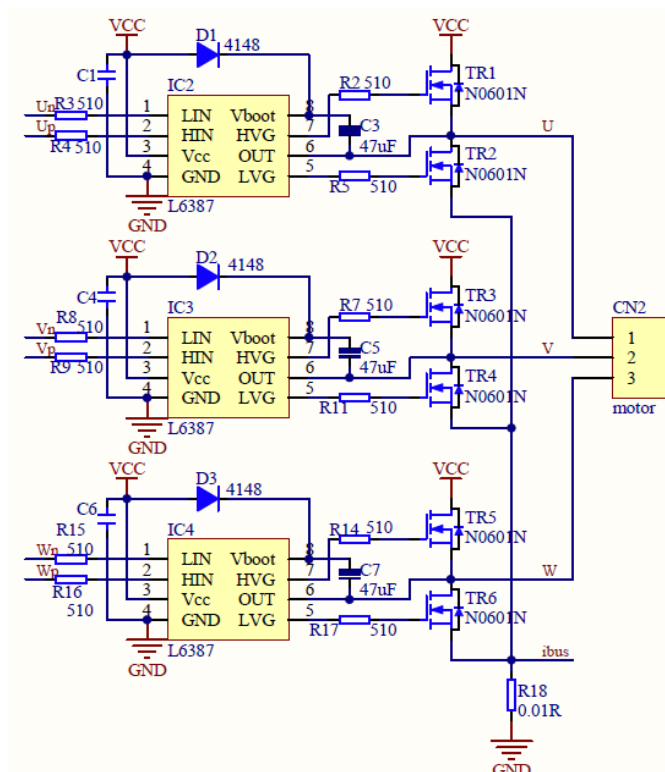 VCC
VCC
D1
4148
C1
IC2
R2 510
TR1
N0601N
Un
R3 510
1
LIN
Vboot
8
Up
R4 510
2
HIN
HVG
7
C3
U
3
Vcc
OUT
6
47uF
TR2
N0601N
4
GND
LVG
5
R5
510
L6387
GND
VCC
VCC
D2
4148
C4
IC3
R7 510
TR3
N0601N
CN2
Vn
R8
510
1
LIN
Vboot
8
1
Vp
R9 510
2
HIN
HVG
7
C5
V
2
3
Vcc
OUT
6
47uF
TR4
N0601N
3
4
GND
LVG
5
R11
510
motor
L6387
GND
VCC
VCC
D3
4148
C6
R15
IC4
R14
510
TR5
N0601N
Wn
510
1
LIN
Vboot
8
Wp
2
HIN
HVG
7
C7
W
R16
510
3
Vcc
OUT
6
47uF
TR6
N0601N
4
GND
LVG
5
R17
510
L6387
GND
ibus
R18
0.01R
GND